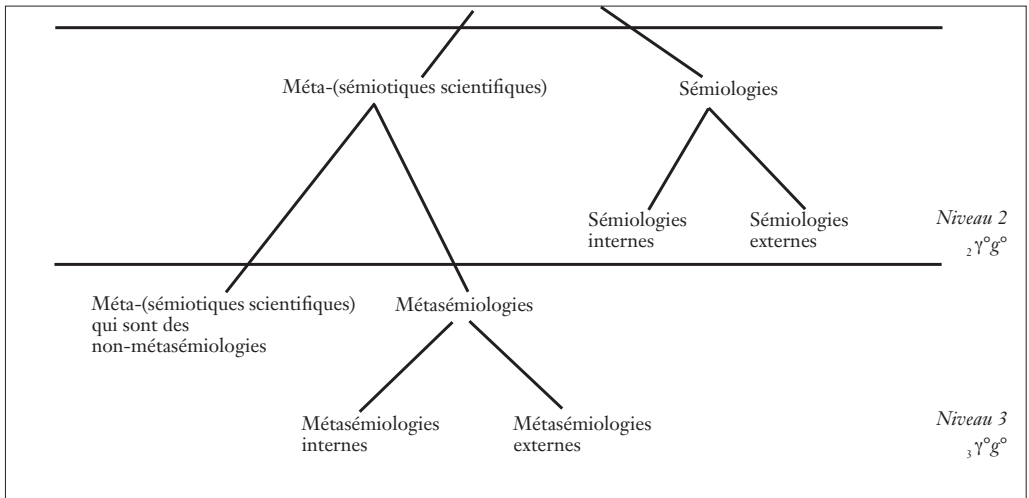 Méta-(sémiotiques scientifiques)
Sémiologies
Sémiologies
internes
Sémiologies
externes
Niveau 2
₂γ°g°
Méta-(sémiotiques scientifiques)
qui sont des
non-métasémiologies
Métasémiologies
Métasémiologies
internes
Métasémiologies
externes
Niveau 3
₃γ°g°